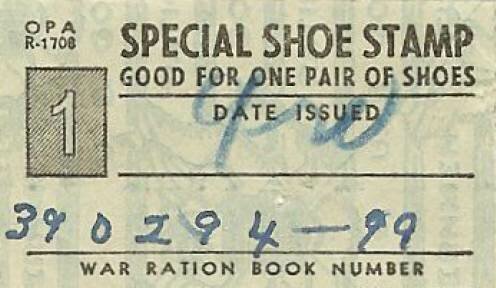 OPA
R-1708
SPECIAL SHOE STAMP
GOOD FOR ONE PAIR OF SHOES
1
DATE ISSUED
390294-99
WAR RATION BOOK NUMBER